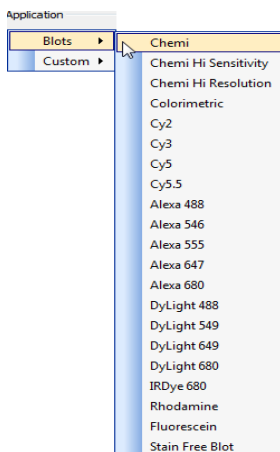 Application
Blots
Custom
Chemi
Chemi Hi Sensitivity
Chemi Hi Resolution
Colorimetric
Cy2
Cy3
Cy5
Cy5.5
Alexa 488
Alexa 546
Alexa 555
Alexa 647
Alexa 680
DyLight 488
DyLight 549
DyLight 649
DyLight 680
IRDye 680
Rhodamine
Fluorescein
Stain Free Blot